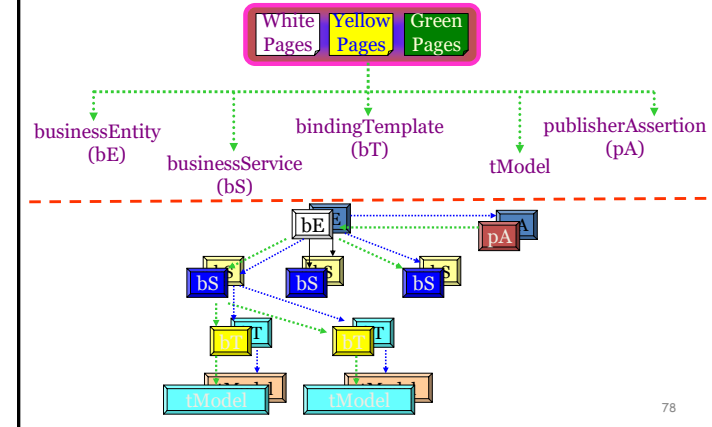 White Yellow Green
Pages Pages Pages
businessEntity
(bE)
businessService
(bS)
bindingTemplate
(bT)
tModel
publisherAssertion
(pA)
bE
pA
bS bS bS
bT bT
tModel tModel
78